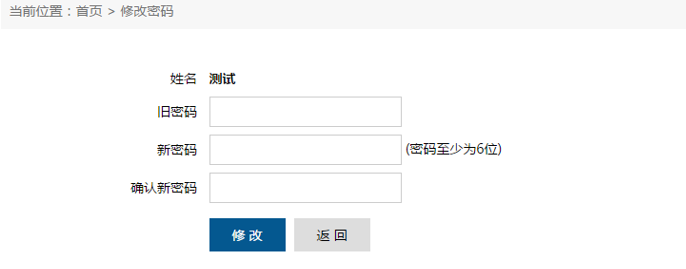 当前位置：首页 > 修改密码
姓名 测试
旧密码
新密码 (密码至少为6位)
确认新密码
修 改 返 回